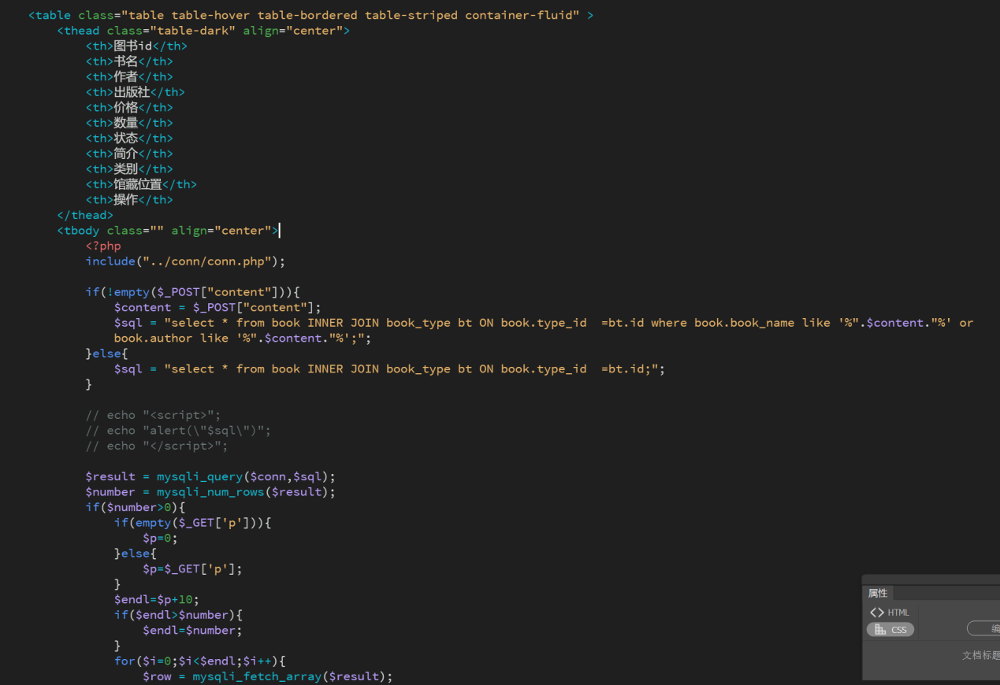 <table class="table table-hover table-bordered table-striped container-fluid" >
<thead class="table-dark" align="center">
<th>图书id</th>
<th>书名</th>
<th>作者</th>
<th>出版社</th>
<th>价格</th>
<th>数量</th>
<th>状态</th>
<th>简介</th>
<th>类别</th>
<th>馆藏位置</th>
<th>操作</th>
</thead>
<tbody class="" align="center">
<?php
include("../conn/conn.php");
if(!empty($_POST["content"])){
$content = $_POST["content"];
$sql = "select * from book INNER JOIN book_type bt ON book.type_id  =bt.id where book.book_name like '%".$content."%' or
book.author like '%".$content."%';";
}else{
$sql = "select * from book INNER JOIN book_type bt ON book.type_id  =bt.id;";
}
// echo "<script>";
// echo "alert(\"$sql\")";
// echo "</script>";
$result = mysqli_query($conn,$sql);
$number = mysqli_num_rows($result);
if($number>0){
if(empty($_GET['p'])){
$p=0;
}else{
$p=$_GET['p'];
}
$endl=$p+10;
if($endl>$number){
$endl=$number;
}
for($i=0;$i<$endl;$i++){
$row = mysqli_fetch_array($result);
属性
<> HTML
CSS
编
文档标题